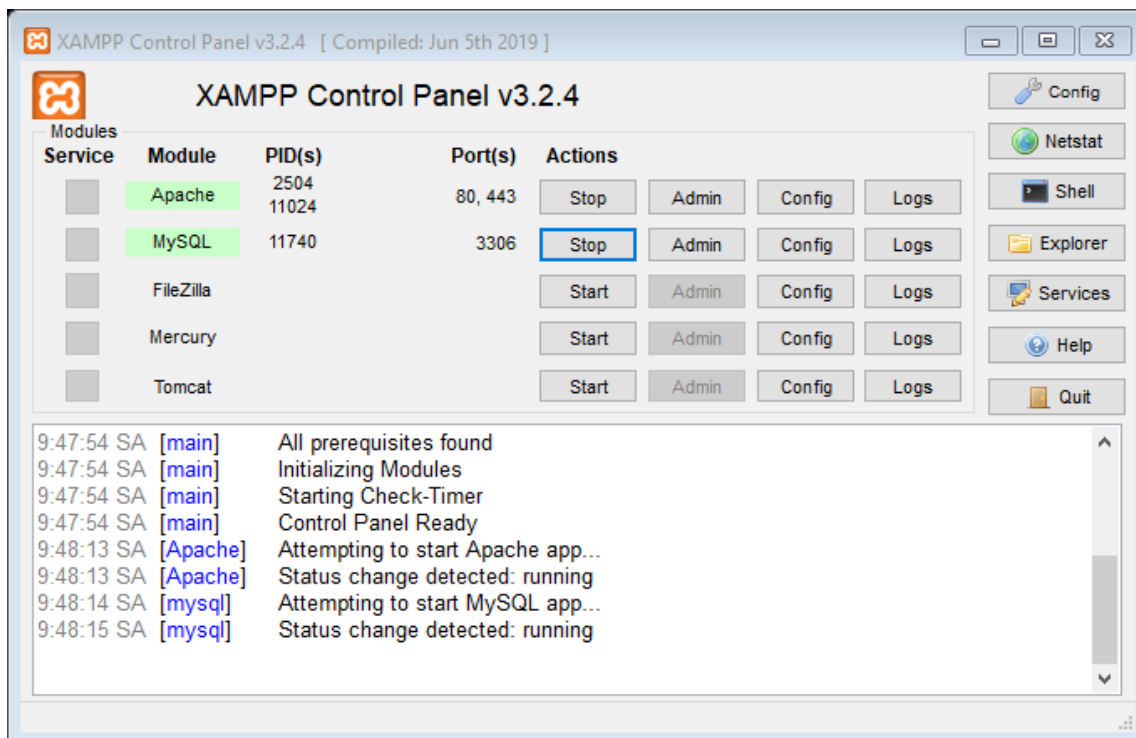 XAMPP Control Panel v3.2.4 [ Compiled: Jun 5th 2019 ]
XAMPP Control Panel v3.2.4
Config
Modules
Netstat
Service Module PID(s) Port(s) Actions
Apache 2504 11024 80, 443 Stop Admin Config Logs
Shell
MySQL 11740 3306 Stop Admin Config Logs
Explorer
FileZilla Start Admin Config Logs
Services
Mercury Start Admin Config Logs
Help
Tomcat Start Admin Config Logs
Quit
9:47:54 SA [main] All prerequisites found
9:47:54 SA [main] Initializing Modules
9:47:54 SA [main] Starting Check-Timer
9:47:54 SA [main] Control Panel Ready
9:48:13 SA [Apache] Attempting to start Apache app...
9:48:13 SA [Apache] Status change detected: running
9:48:14 SA [mysql] Attempting to start MySQL app...
9:48:15 SA [mysql] Status change detected: running